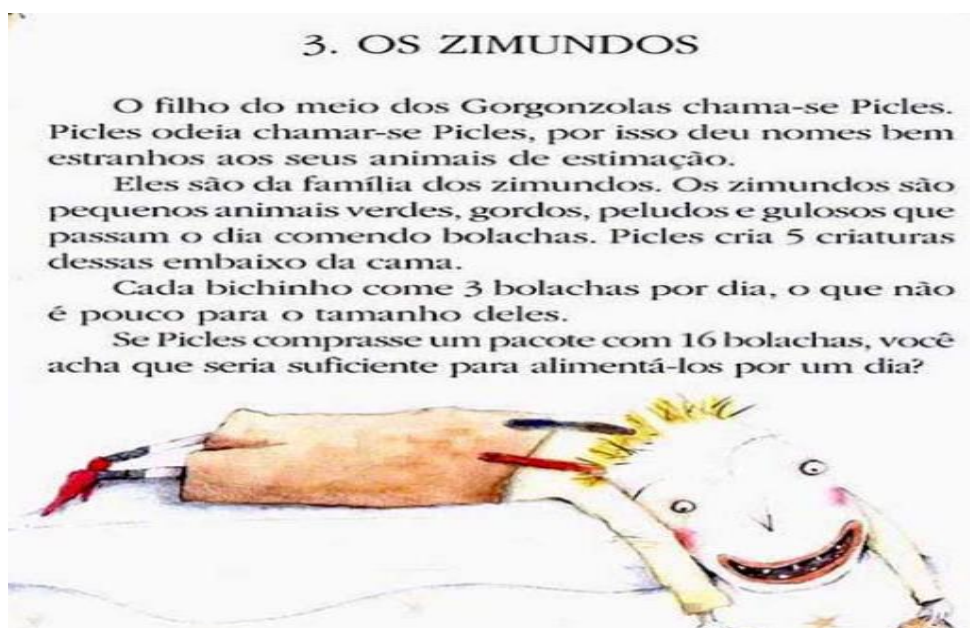 3. OS ZIMUNDOS
O filho do meio dos Gorgonzolas chama-se Picles.
Picles odeia chamar-se Picles, por isso deu nomes bem
estranhos aos seus animais de estimação.
Eles são da família dos zimundos. Os zimundos são
pequenos animais verdes, gordos, peludos e gulosos que
passam o dia comendo bolachas. Picles cria 5 criaturas
dessas embaixo da cama.
Cada bichinho come 3 bolachas por dia, o que não
é pouco para o tamanho deles.
Se Picles comprasse um pacote com 16 bolachas, você
acha que seria suficiente para alimentá-los por um dia?